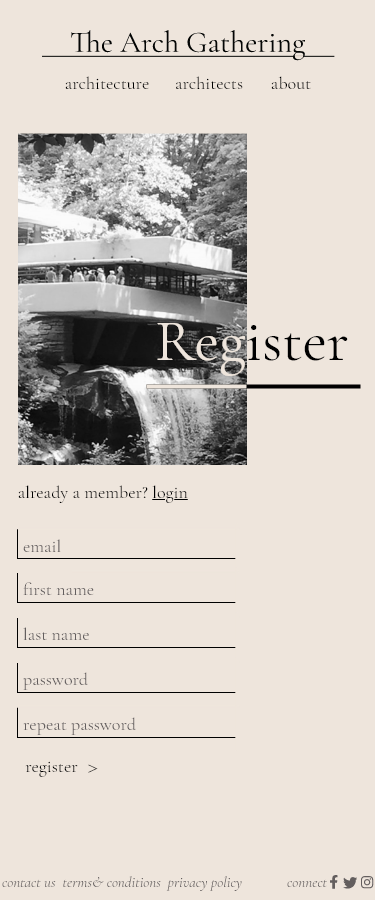 The Arch Gathering
architecture architects about
Register
already a member? login
email
first name
last name
password
repeat password
register >
contact us terms& conditions privacy policy connect